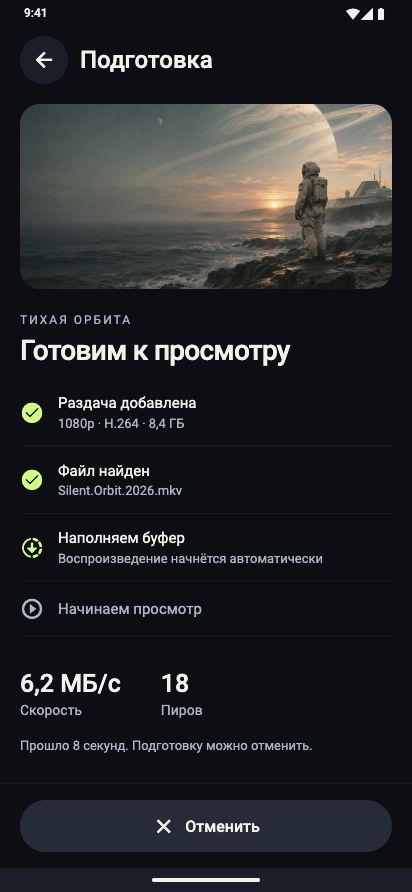 9:41
Подготовка
ТИХАЯ ОРБИТА
Готовим к просмотру
Раздача добавлена
1080p · H.264 · 8,4 ГБ
Файл найден
Silent.Orbit.2026.mkv
Наполняем буфер
Воспроизведение начнётся автоматически
Начинаем просмотр
6,2 МБ/с 18
Скорость Пиров
Прошло 8 секунд. Подготовку можно отменить.
Отменить